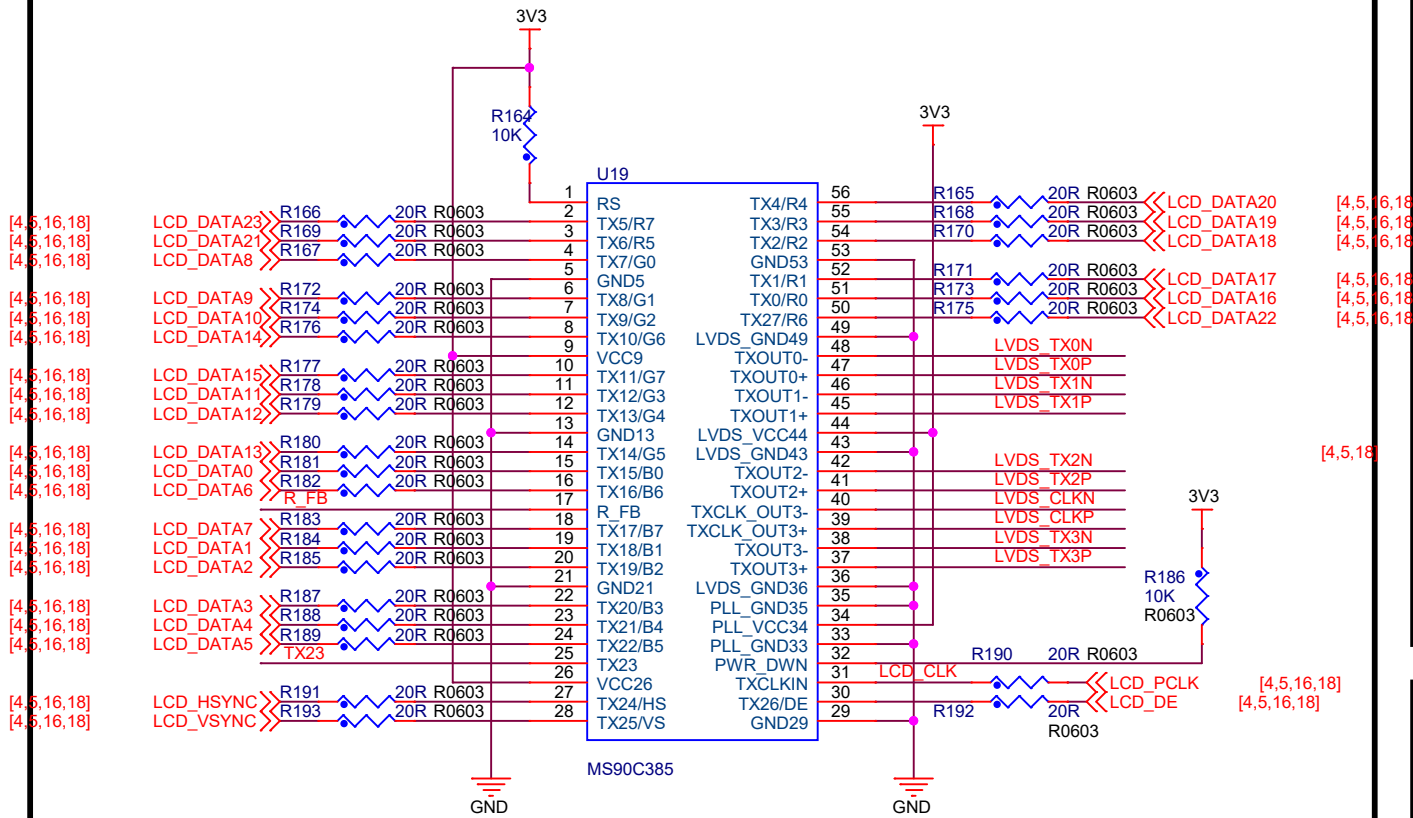 3V3
R164
10K
3V3
U19
1 RS TX4/R4 56 R165 20R R0603 LCD_DATA20 [4,5,16,18
[4,5,16,18] LCD_DATA23 R166 20R R0603 2 TX5/R7 TX3/R3 55 R168 20R R0603 LCD_DATA19 [4,5,16,18
[4,5,16,18] LCD_DATA21 R169 20R R0603 3 TX6/R5 TX2/R2 54 R170 20R R0603 LCD_DATA18 [4,5,16,18
[4,5,16,18] LCD_DATA8 R167 20R R0603 4 TX7/G0 GND53 53
5 GND5 TX1/R1 52 R171 20R R0603 LCD_DATA17 [4,5,16,18
[4,5,16,18] LCD_DATA9 R172 20R R0603 6 TX8/G1 TX0/R0 51 R173 20R R0603 LCD_DATA16 [4,5,16,18
[4,5,16,18] LCD_DATA10 R174 20R R0603 7 TX9/G2 TX27/R6 50 R175 20R R0603 LCD_DATA22 [4,5,16,18
[4,5,16,18] LCD_DATA14 R176 20R R0603 8 TX10/G6 LVDS_GND49 49
9 VCC9 TXOUT0- 48 LVDS_TX0N
[4,5,16,18] LCD_DATA15 R177 20R R0603 10 TX11/G7 TXOUT0+ 47 LVDS_TX0P
[4,5,16,18] LCD_DATA11 R178 20R R0603 11 TX12/G3 TXOUT1- 46 LVDS_TX1N
[4,5,16,18] LCD_DATA12 R179 20R R0603 12 TX13/G4 TXOUT1+ 45 LVDS_TX1P
13 GND13 LVDS_VCC44 44
[4,5,16,18] LCD_DATA13 R180 20R R0603 14 TX14/G5 LVDS_GND43 43 [4,5,18]
[4,5,16,18] LCD_DATA0 R181 20R R0603 15 TX15/B0 TXOUT2- 42 LVDS_TX2N
[4,5,16,18] LCD_DATA6 R182 20R R0603 16 TX16/B6 TXOUT2+ 41 LVDS_TX2P
R_FB 17 R_FB TXCLK_OUT3- 40 LVDS_CLKN 3V3
[4,5,16,18] LCD_DATA7 R183 20R R0603 18 TX17/B7 TXCLK_OUT3+ 39 LVDS_CLKP
[4,5,16,18] LCD_DATA1 R184 20R R0603 19 TX18/B1 TXOUT3- 38 LVDS_TX3N
[4,5,16,18] LCD_DATA2 R185 20R R0603 20 TX19/B2 TXOUT3+ 37 LVDS_TX3P
21 GND21 LVDS_GND36 36 R186
[4,5,16,18] LCD_DATA3 R187 20R R0603 22 TX20/B3 PLL_GND35 35 10K
[4,5,16,18] LCD_DATA4 R188 20R R0603 23 TX21/B4 PLL_VCC34 34 R0603
[4,5,16,18] LCD_DATA5 R189 20R R0603 24 TX22/B5 PLL_GND33 33
TX23 25 TX23 PWR_DWN 32
26 VCC26 TXCLKIN 31 LCD_CLK R190 20R R0603 LCD_PCLK [4,5,16,18]
[4,5,16,18] LCD_HSYNC R191 20R R0603 27 TX24/HS TX26/DE 30 R192 20R R0603 LCD_DE [4,5,16,18]
[4,5,16,18] LCD_VSYNC R193 20R R0603 28 TX25/VS GND29 29
MS90C385
GND
GND